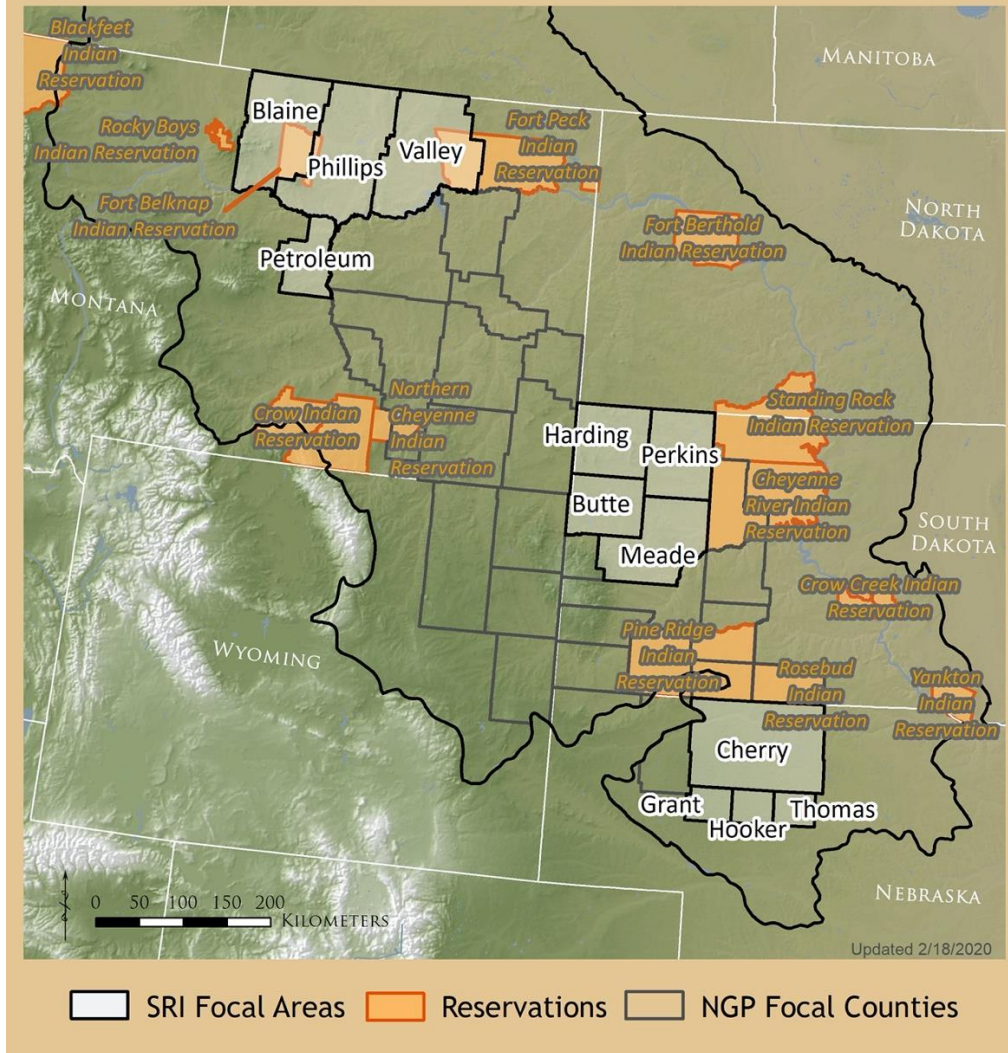 MANITOBA
Blackfeet
Indian
Reservation
Blaine
Rocky Boys
Indian Reservation
Phillips
Valley
Fort Peck
Indian
Reservation
Fort Belknap
Indian Reservation
Fort Berthold
Indian Reservation
NORTH
DAKOTA
Petroleum
MONTANA
Crow Indian
Reservation
Northern
Cheyenne
Indian
Reservation
Harding
Perkins
Standing Rock
Indian Reservation
Butte
Cheyenne
River Indian
Reservation
Meade
SOUTH
DAKOTA
Crow Creek Indian
Reservation
WYOMING
Pine Ridge
Indian
Reservation
Rosebud
Indian
Reservation
Yankton
Indian
Reservation
Cherry
Grant
Hooker
Thomas
NEBRASKA
0 50 100 150 200
KILOMETERS
Updated 2/18/2020
SRI Focal Areas
Reservations
NGP Focal Counties